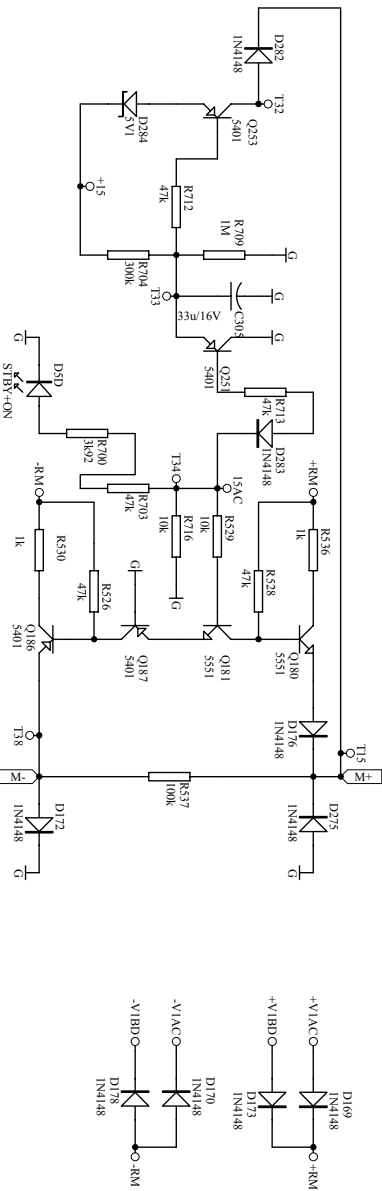 D282
1N4148
T32
Q253
5401
D284
5V1
R712
47k
+15
R709
1M
G
R704
300k
T33
33u/16V
C305
G
Q251
5401
G
R713
47k
D283
1N4148
G
D5D
STBY+ON
R700
3k92
R703
47k
T34
15AC
R716
10k
G
R529
10k
+RM
R536
1k
R528
47k
-RM
R530
1k
R526
47k
G
Q186
5401
Q187
5401
Q181
5551
Q180
5551
D176
1N4148
T15
M+
T38
M-
R537
100k
D172
1N4148
G
D275
1N4148
G
-V1BD
-V1AC
+V1BD
+V1AC
D178
1N4148
D170
1N4148
D173
1N4148
D169
1N4148
-RM
+RM